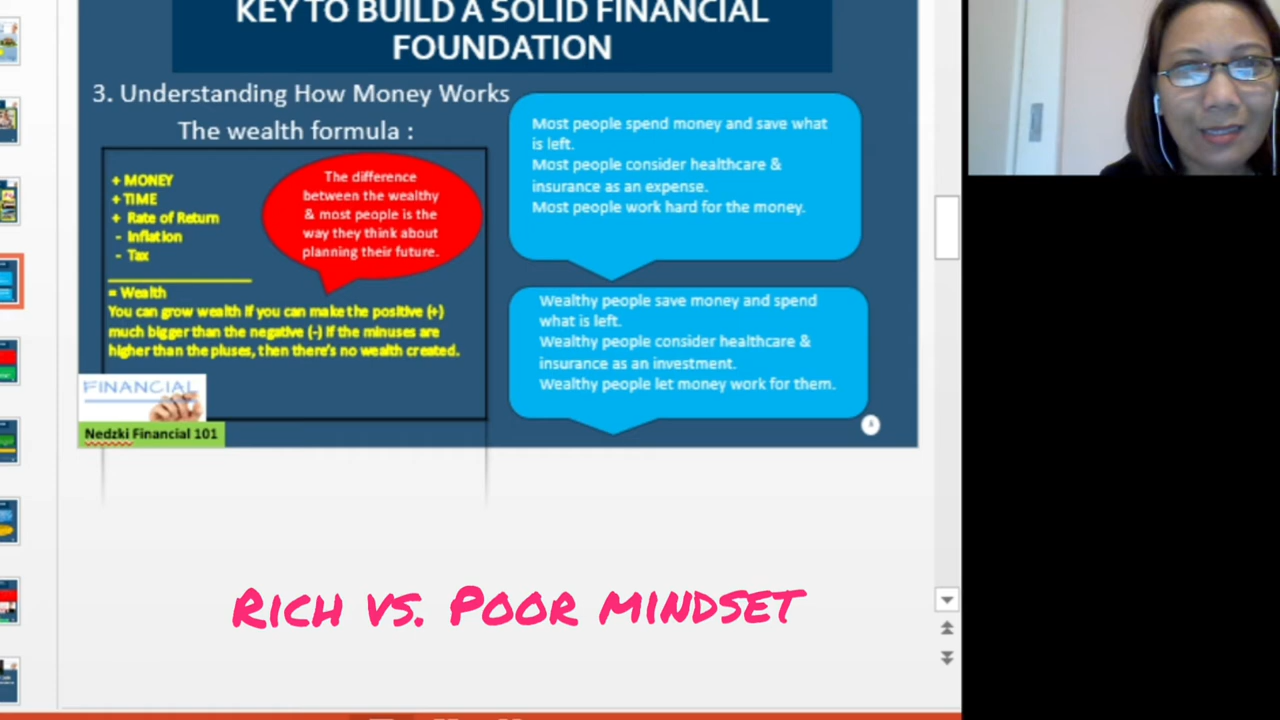 KEY TO BUILD A SOLID FINANCIAL
FOUNDATION
3. Understanding How Money Works
The wealth formula :
+ MONEY
+ TIME
+ Rate of Return
- Inflation
- Tax
= Wealth
You can grow wealth if you can make the positive (+)
much bigger than the negative (-) If the minuses are
higher than the pluses, then there's no wealth created.
The difference
between the wealthy
& most people is the
way they think about
planning their future.
Most people spend money and save what
is left.
Most people consider healthcare &
insurance as an expense.
Most people work hard for the money.
Wealthy people save money and spend
what is left.
Wealthy people consider healthcare &
insurance as an investment.
Wealthy people let money work for them.
FINANCIAL
Nedzki Financial 101
RICH VS. POOR MINDSET